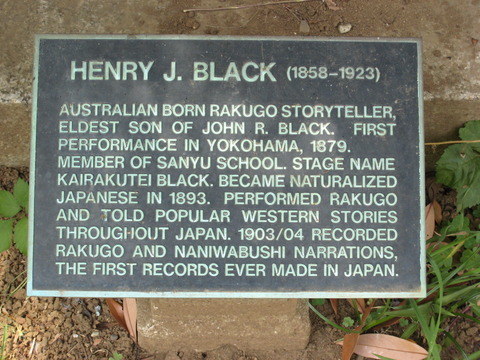 HENRY J. BLACK (1858-1923)
AUSTRALIAN BORN RAKUGO STORYTELLER,
ELDEST SON OF JOHN R. BLACK. FIRST
PERFORMANCE IN YOKOHAMA, 1879.
MEMBER OF SANYU SCHOOL. STAGE NAME
KAIRAKUTEI BLACK. BECAME NATURALIZED
JAPANESE IN 1893. PERFORMED RAKUGO
AND TOLD POPULAR WESTERN STORIES
THROUGHOUT JAPAN. 1903/04 RECORDED
RAKUGO AND NANIWABUSHI NARRATIONS,
THE FIRST RECORDS EVER MADE IN JAPAN.